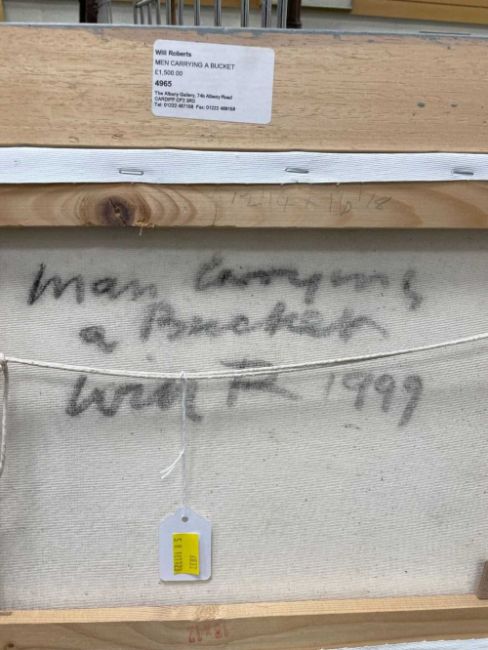 Will Roberts
MEN CARRYING A BUCKET
£1,500.00
4965
The Albany Gallery, 74b Albany Road
CARDIFF CF2 3RS
Man Carrying
a Bucket
Will R 1999